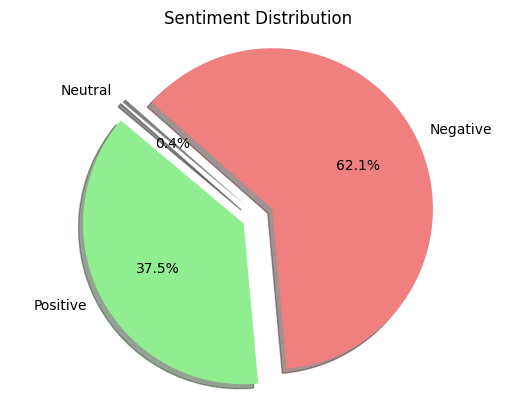 Sentiment Distribution
Neutral
Negative
0.4%
62.1%
37.5%
Positive